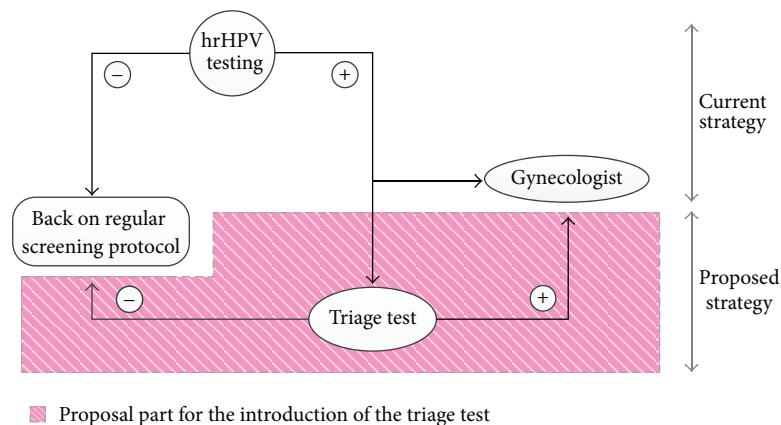 hrHPV
testing
−
+
Current
strategy
Gynecologist
Back on regular
screening protocol
Proposed
strategy
−
+
Triage test
Proposal part for the introduction of the triage test